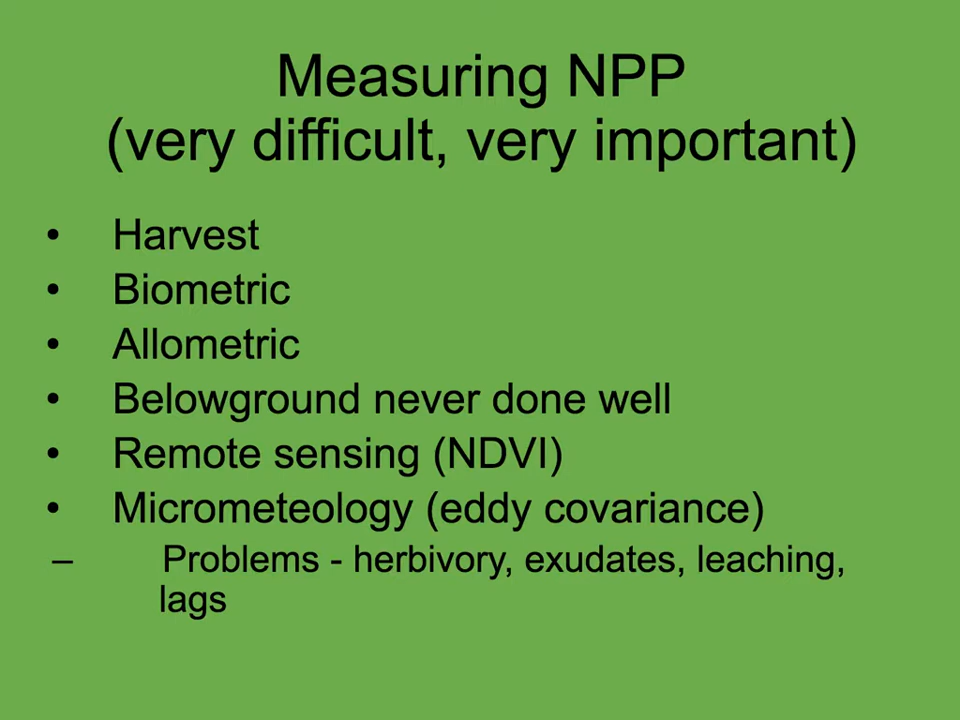 Measuring NPP
(very difficult, very important)
• Harvest
• Biometric
• Allometric
• Belowground never done well
• Remote sensing (NDVI)
• Micrometeology (eddy covariance)
– Problems - herbivory, exudates, leaching,
lags